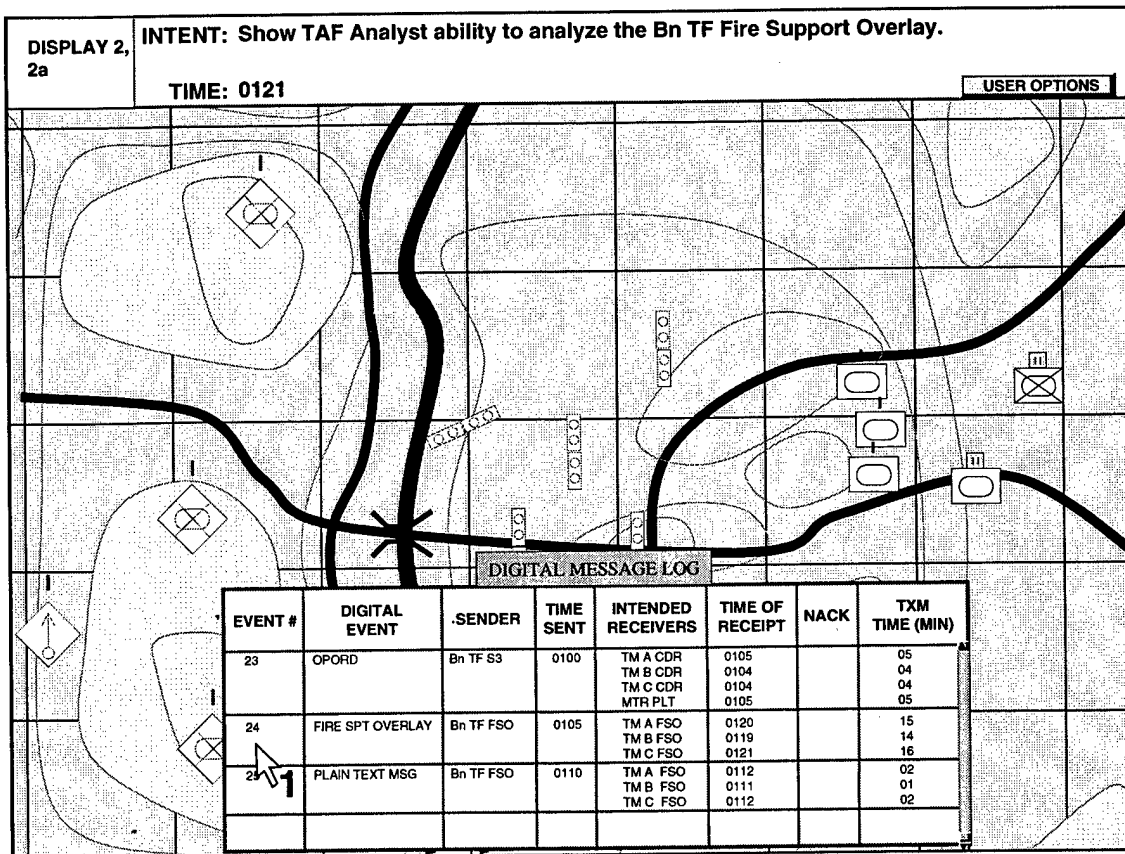 DISPLAY 2,
2a
INTENT: Show TAF Analyst ability to analyze the Bn TF Fire Support Overlay.
TIME: 0121
USER OPTIONS
DIGITAL MESSAGE LOG
EVENT # DIGITAL EVENT .SENDER TIME SENT INTENDED RECEIVERS TIME OF RECEIPT NACK TXM TIME (MIN)
23 OPORD Bn TF S3 0100 TM A CDR 0105 05
TM B CDR 0104 04
TM C CDR 0104 04
MTR PLT 0105 05
24 FIRE SPT OVERLAY Bn TF FSO 0105 TM A FSO 0120 15
TM B FSO 0119 14
TM C FSO 0121 16
25 PLAIN TEXT MSG Bn TF FSO 0110 TM A FSO 0112 02
TM B FSO 0111 01
TM C FSO 0112 02
1